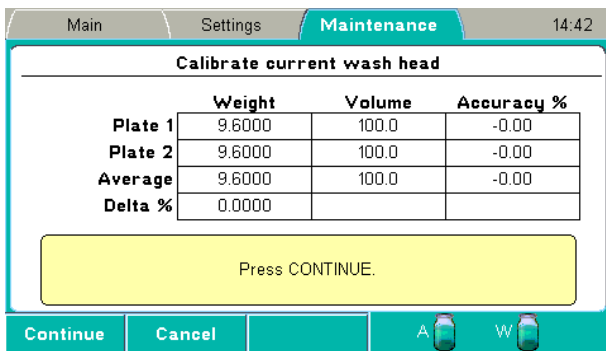 Main Settings Maintenance 14:42
Calibrate current wash head
Weight Volume Accuracy %
Plate 1 9.6000 100.0 -0.00
Plate 2 9.6000 100.0 -0.00
Average 9.6000 100.0 -0.00
Delta % 0.0000
Press CONTINUE.
Continue Cancel A W